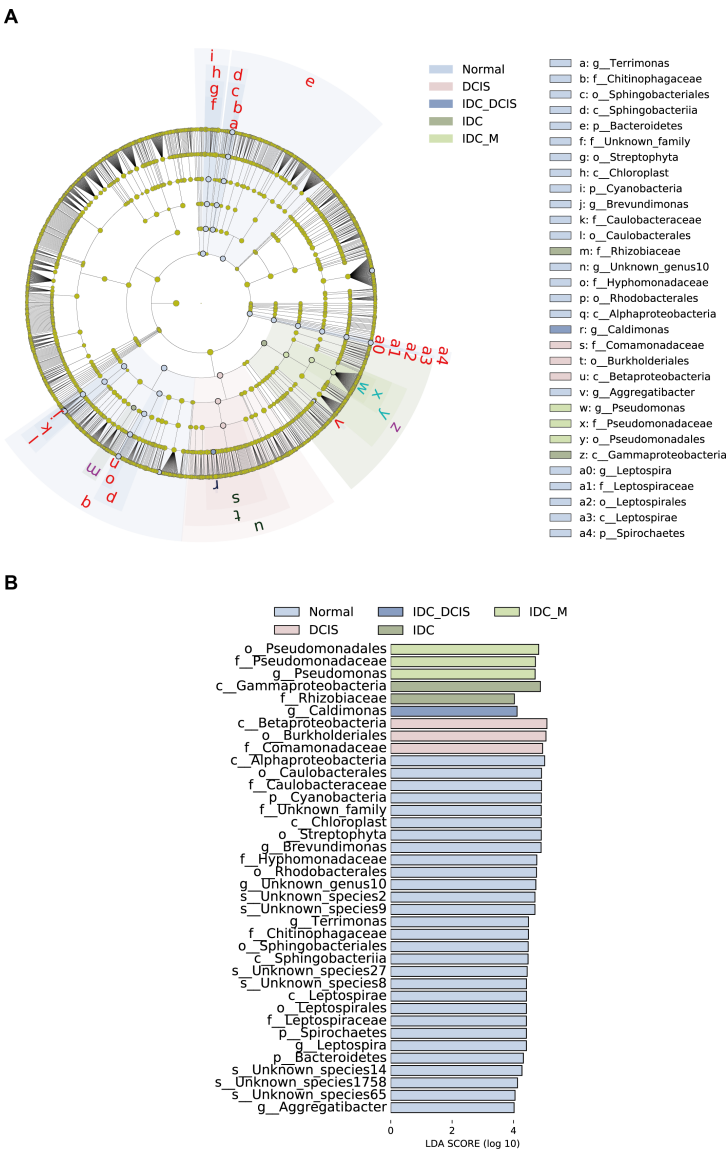 A
i
h
g
f
d
c
b
a
e
Normal
DCIS
IDC_DCIS
IDC
IDC_M
a: g__Terrimonas
b: f__Chitinophagaceae
c: o__Sphingobacteriales
d: c__Sphingobacteriia
e: p__Bacteroidetes
f: f__Unknown_family
g: o__Streptophyta
h: c__Chloroplast
i: p__Cyanobacteria
j: g__Brevundimonas
k: f__Caulobacteraceae
l: o__Caulobacterales
m: f__Rhizobiaceae
n: g__Unknown_genus10
o: f__Hyphomonadaceae
p: o__Rhodobacterales
q: c__Alphaproteobacteria
r: g__Caldimonas
s: f__Comamonadaceae
t: o__Burkholderiales
u: c__Betaproteobacteria
v: g__Aggregatibacter
w: g__Pseudomonas
x: f__Pseudomonadaceae
y: o__Pseudomonadales
z: c__Gammaproteobacteria
a0: g__Leptospira
a1: f__Leptospiraceae
a2: o__Leptospirales
a3: c__Leptospirae
a4: p__Spirochaetes
a0
a1
a2
a3
a4
w
x
y
z
v
j
k
l
m
n
o
p
q
r
s
t
u
B
Normal
IDC_DCIS
IDC_M
DCIS
IDC
o__Pseudomonadales
f__Pseudomonadaceae
g__Pseudomonas
c__Gammaproteobacteria
f__Rhizobiaceae
g__Caldimonas
c__Betaproteobacteria
o__Burkholderiales
f__Comamonadaceae
c__Alphaproteobacteria
o__Caulobacterales
f__Caulobacteraceae
p__Cyanobacteria
f__Unknown_family
c__Chloroplast
o__Streptophyta
g__Brevundimonas
f__Hyphomonadaceae
o__Rhodobacterales
g__Unknown_genus10
s__Unknown_species2
s__Unknown_species9
g__Terrimonas
f__Chitinophagaceae
o__Sphingobacteriales
c__Sphingobacteriia
s__Unknown_species27
s__Unknown_species8
c__Leptospirae
o__Leptospirales
f__Leptospiraceae
p__Spirochaetes
g__Leptospira
p__Bacteroidetes
s__Unknown_species14
s__Unknown_species1758
s__Unknown_species65
g__Aggregatibacter
0 2 4
LDA SCORE (log 10)